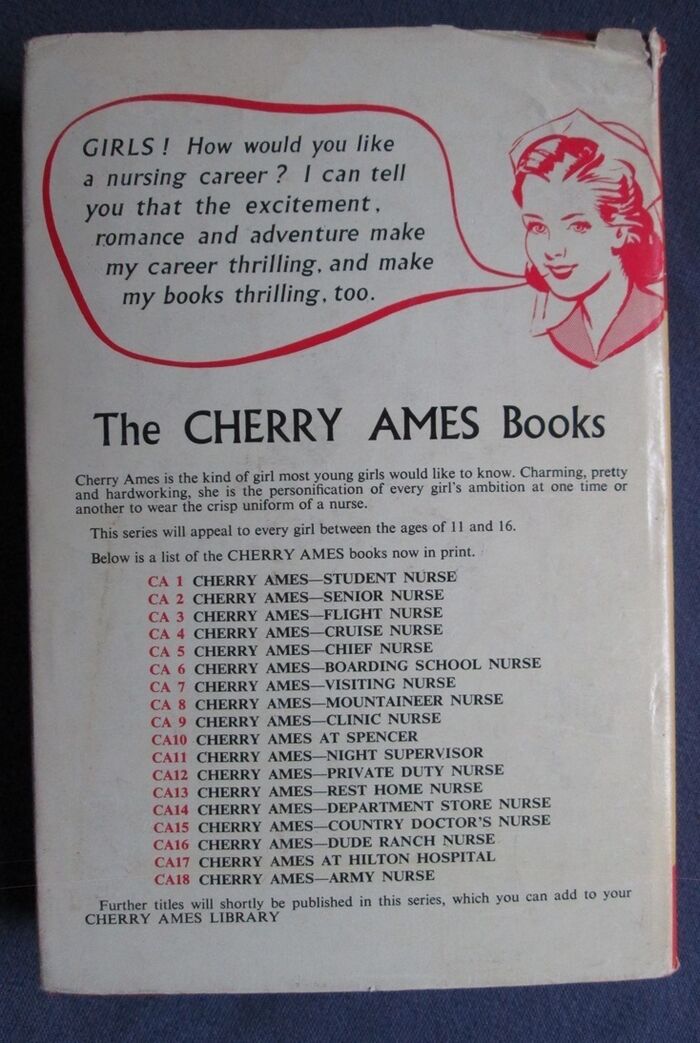 GIRLS! How would you like
a nursing career? I can tell
you that the excitement,
romance and adventure make
my career thrilling, and make
my books thrilling, too.
The CHERRY AMES Books
Cherry Ames is the kind of girl most young girls would like to know. Charming, pretty
and hardworking, she is the personification of every girl's ambition at one time or
another to wear the crisp uniform of a nurse.
This series will appeal to every girl between the ages of 11 and 16.
Below is a list of the CHERRY AMES books now in print.
CA 1 CHERRY AMES—STUDENT NURSE
CA 2 CHERRY AMES—SENIOR NURSE
CA 3 CHERRY AMES—FLIGHT NURSE
CA 4 CHERRY AMES—CRUISE NURSE
CA 5 CHERRY AMES—CHIEF NURSE
CA 6 CHERRY AMES—BOARDING SCHOOL NURSE
CA 7 CHERRY AMES—VISITING NURSE
CA 8 CHERRY AMES—MOUNTAINEER NURSE
CA 9 CHERRY AMES—CLINIC NURSE
CA10 CHERRY AMES AT SPENCER
CA11 CHERRY AMES—NIGHT SUPERVISOR
CA12 CHERRY AMES—PRIVATE DUTY NURSE
CA13 CHERRY AMES—REST HOME NURSE
CA14 CHERRY AMES—DEPARTMENT STORE NURSE
CA15 CHERRY AMES—COUNTRY DOCTOR'S NURSE
CA16 CHERRY AMES—DUDE RANCH NURSE
CA17 CHERRY AMES AT HILTON HOSPITAL
CA18 CHERRY AMES—ARMY NURSE
Further titles will shortly be published in this series, which you can add to your
CHERRY AMES LIBRARY